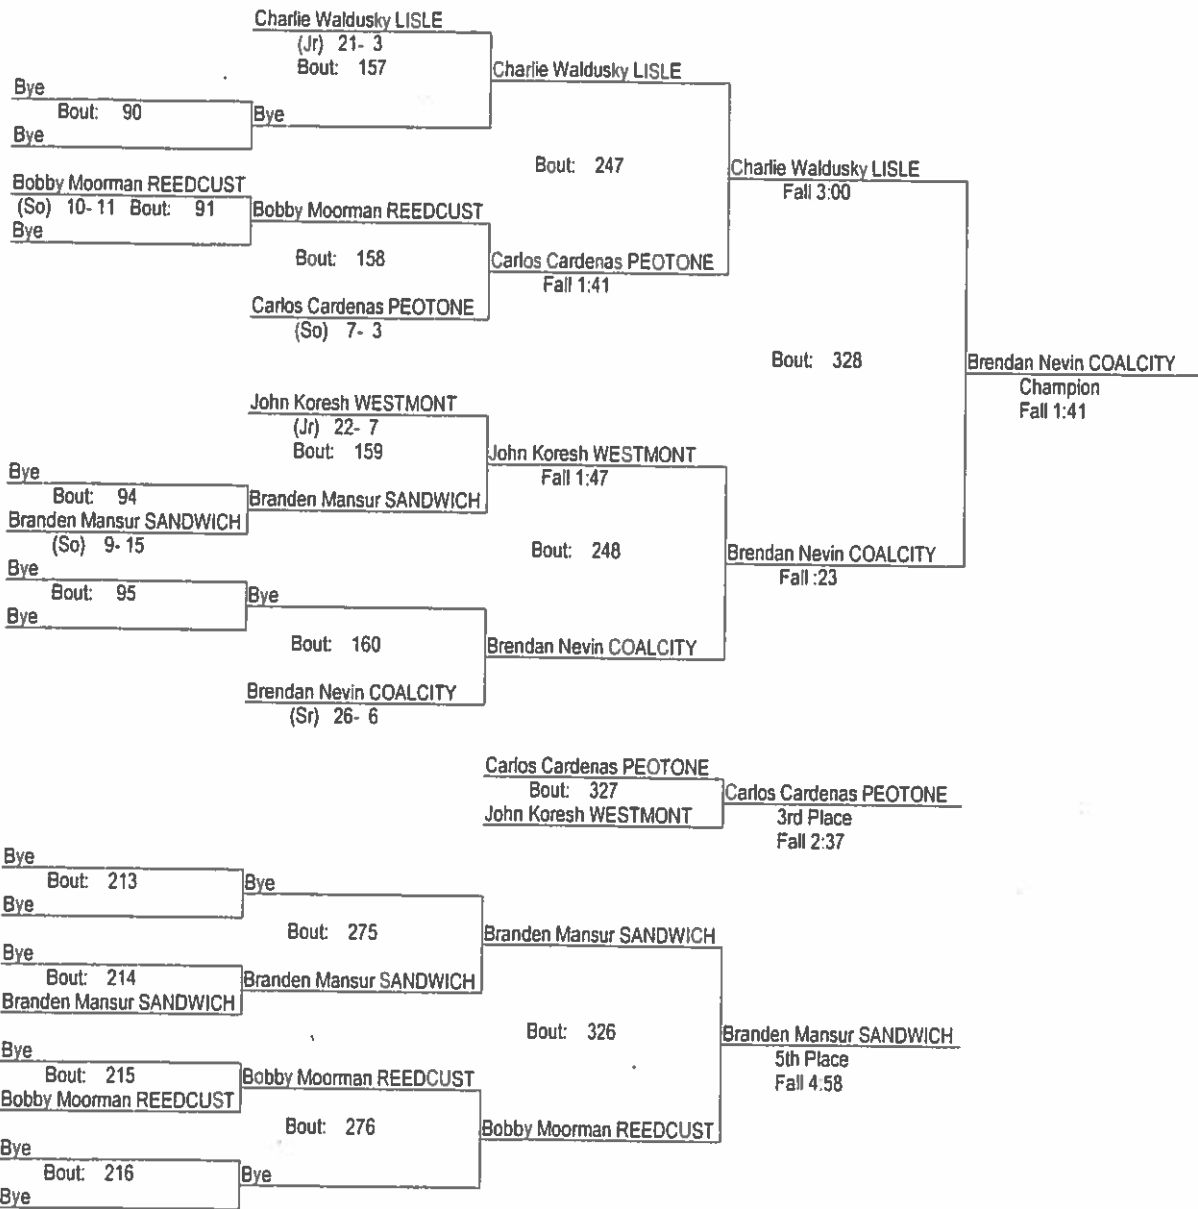 Charlie Waldusky LISLE
(Jr) 21- 3
Bout: 157
Charlie Waldusky LISLE
Bye
Bout: 90
Bye
Bye
Bout: 247
Charlie Waldusky LISLE
Fall 3:00
Bobby Moorman REEDCUST
(So) 10- 11 Bout: 91
Bobby Moorman REEDCUST
Bye
Bout: 158
Carlos Cardenas PEOTONE
Fall 1:41
Carlos Cardenas PEOTONE
(So) 7- 3
Bout: 328
Brendan Nevin COALCITY
Champion
Fall 1:41
John Koresh WESTMONT
(Jr) 22- 7
Bout: 159
John Koresh WESTMONT
Fall 1:47
Bye
Bout: 94
Branden Mansur SANDWICH
Branden Mansur SANDWICH
(So) 9- 15
Bout: 248
Brendan Nevin COALCITY
Fall :23
Bye
Bout: 95
Bye
Bye
Bout: 160
Brendan Nevin COALCITY
Brendan Nevin COALCITY
(Sr) 26- 6
Carlos Cardenas PEOTONE
Bout: 327
Carlos Cardenas PEOTONE
John Koresh WESTMONT
3rd Place
Fall 2:37
Bye
Bout: 213
Bye
Bye
Bout: 275
Branden Mansur SANDWICH
Bye
Bout: 214
Branden Mansur SANDWICH
Branden Mansur SANDWICH
Bout: 326
Branden Mansur SANDWICH
5th Place
Fall 4:58
Bye
Bout: 215
Bobby Moorman REEDCUST
Bobby Moorman REEDCUST
Bout: 276
Bobby Moorman REEDCUST
Bye
Bout: 216
Bye
Bye